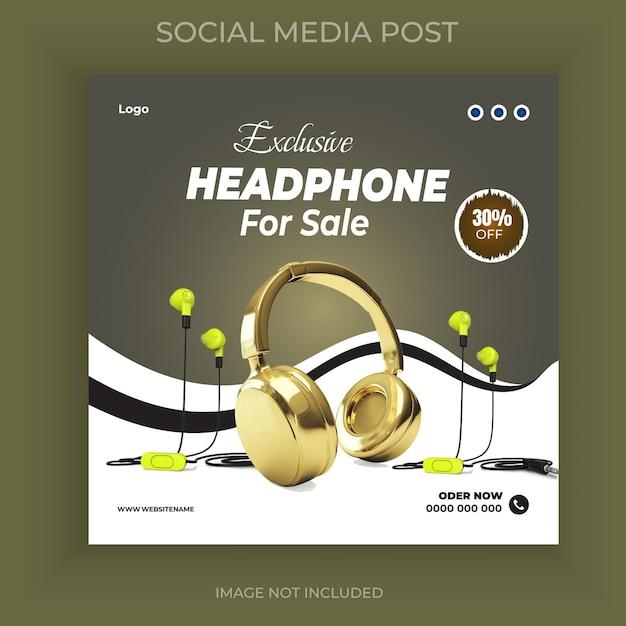 SOCIAL MEDIA POST
Logo
Exclusive
HEADPHONE
For Sale
30%
OFF
ODER NOW
0000 000 000
WWW.WEBSITENAME
IMAGE NOT INCLUDED